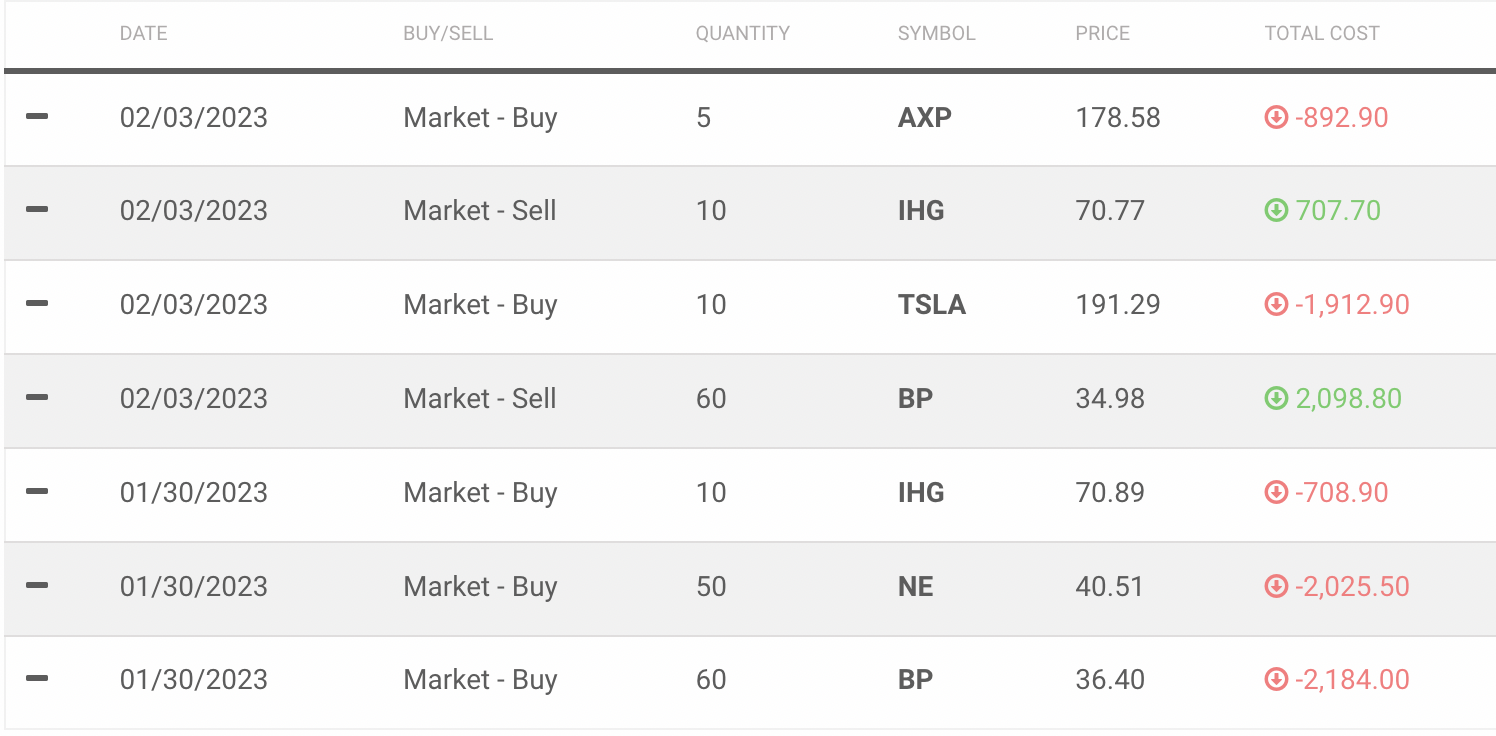 DATE BUY/SELL QUANTITY SYMBOL PRICE TOTAL COST
02/03/2023 Market - Buy 5 AXP 178.58 -892.90
02/03/2023 Market - Sell 10 IHG 70.77 707.70
02/03/2023 Market - Buy 10 TSLA 191.29 -1,912.90
02/03/2023 Market - Sell 60 BP 34.98 2,098.80
01/30/2023 Market - Buy 10 IHG 70.89 -708.90
01/30/2023 Market - Buy 50 NE 40.51 -2,025.50
01/30/2023 Market - Buy 60 BP 36.40 -2,184.00